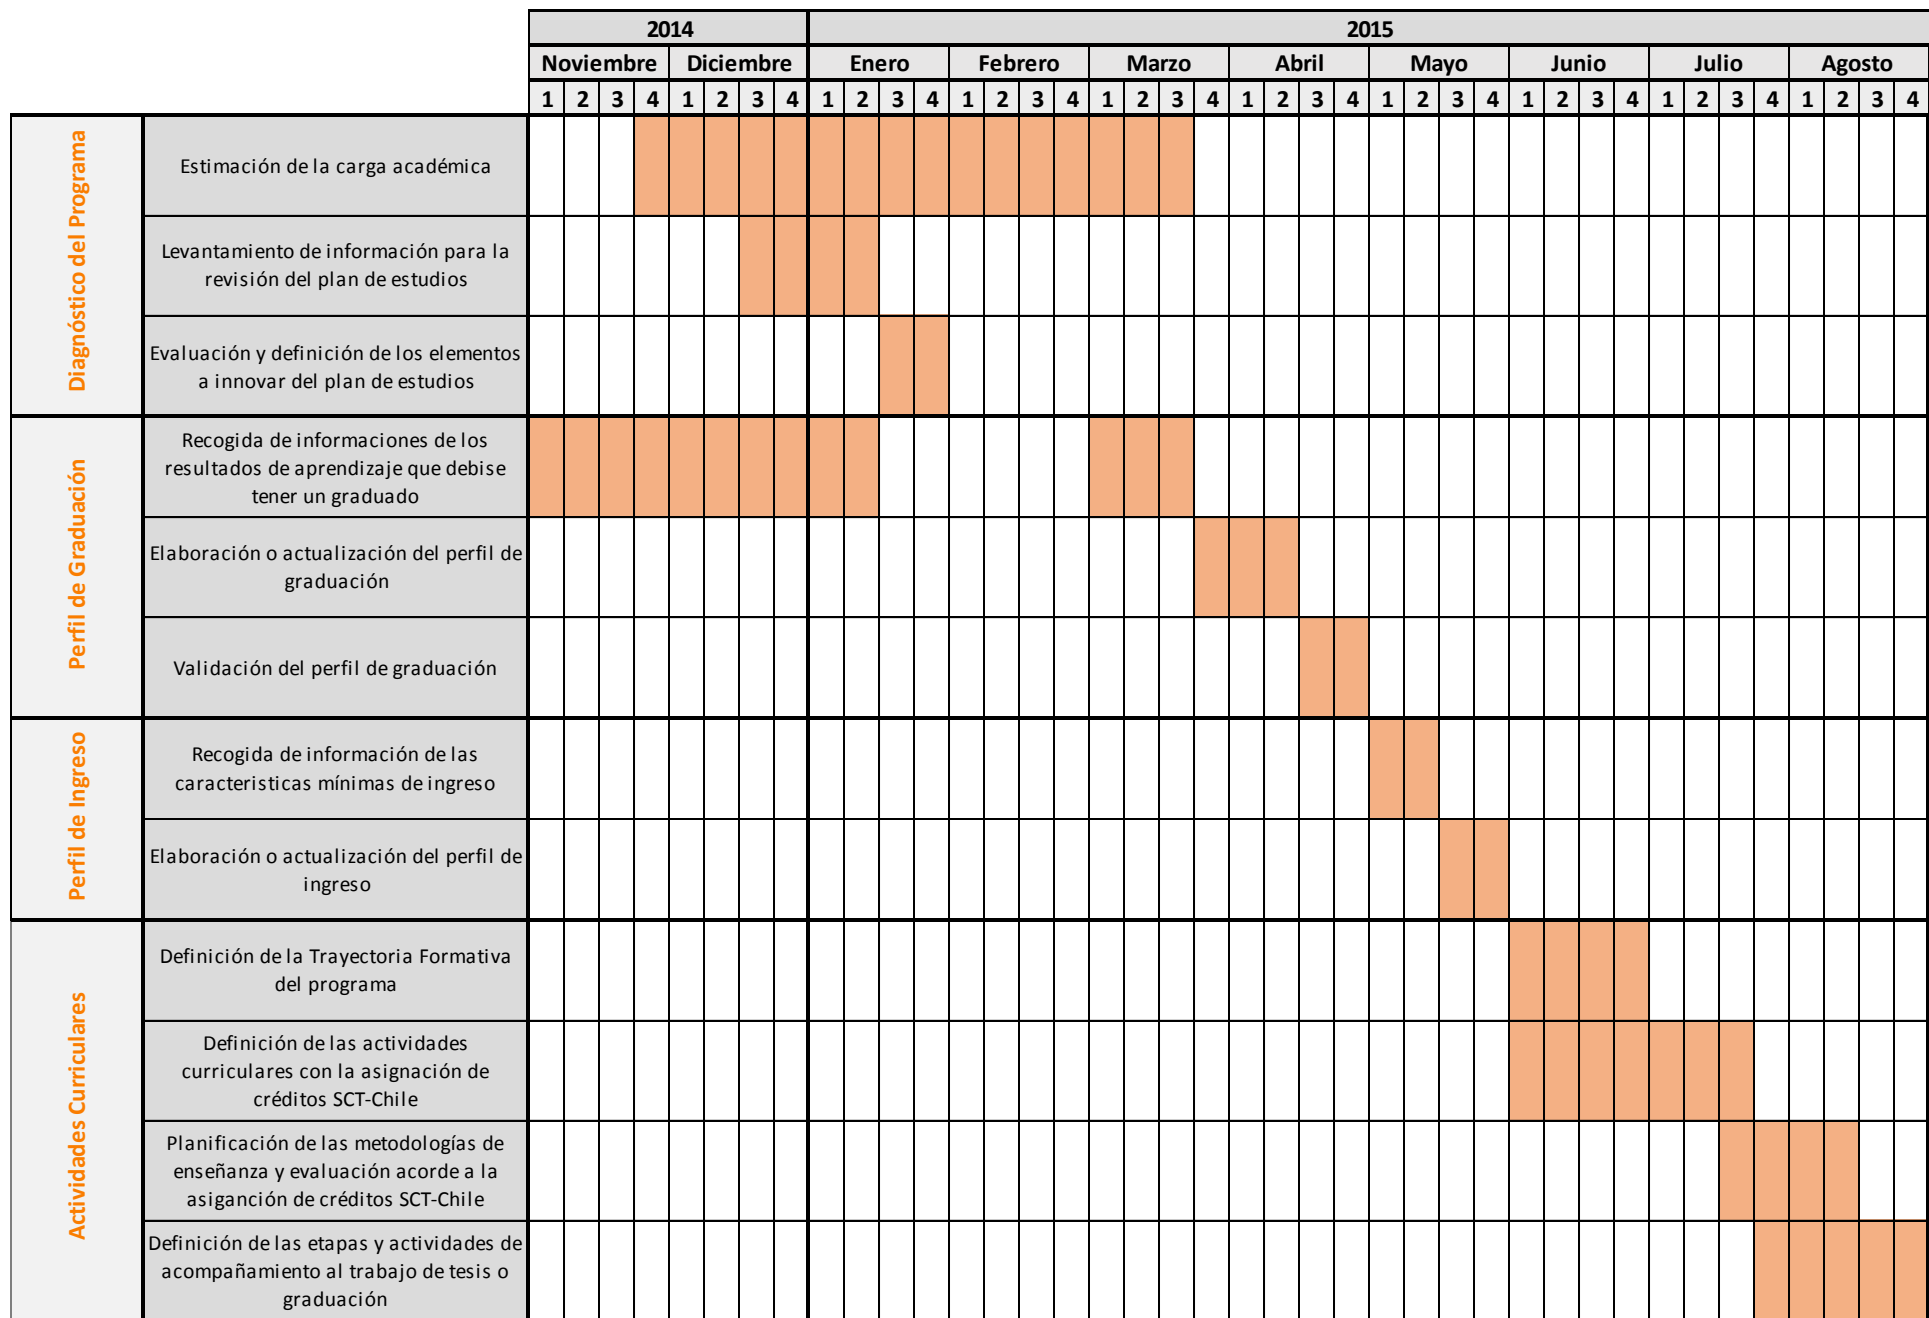 2014 2015
Noviembre Diciembre Enero Febrero Marzo Abril Mayo Junio Julio Agosto
1 2 3 4 1 2 3 4 1 2 3 4 1 2 3 4 1 2 3 4 1 2 3 4 1 2 3 4 1 2 3 4 1 2 3 4 1 2 3 4
Diagnóstico del Programa
Estimación de la carga académica
Levantamiento de información para la
revisión del plan de estudios
Evaluación y definición de los elementos
a innovar del plan de estudios
Perfil de Graduación
Recogida de informaciones de los
resultados de aprendizaje que debise
tener un graduado
Elaboración o actualización del perfil de
graduación
Validación del perfil de graduación
Perfil de Ingreso
Recogida de información de las
caracteristicas mínimas de ingreso
Elaboración o actualización del perfil de
ingreso
Actividades Curriculares
Definición de la Trayectoria Formativa
del programa
Definición de las actividades
curriculares con la asignación de
créditos SCT-Chile
Planificación de las metodologías de
enseñanza y evaluación acorde a la
asiganción de créditos SCT-Chile
Definición de las etapas y actividades de
acompañamiento al trabajo de tesis o
graduación